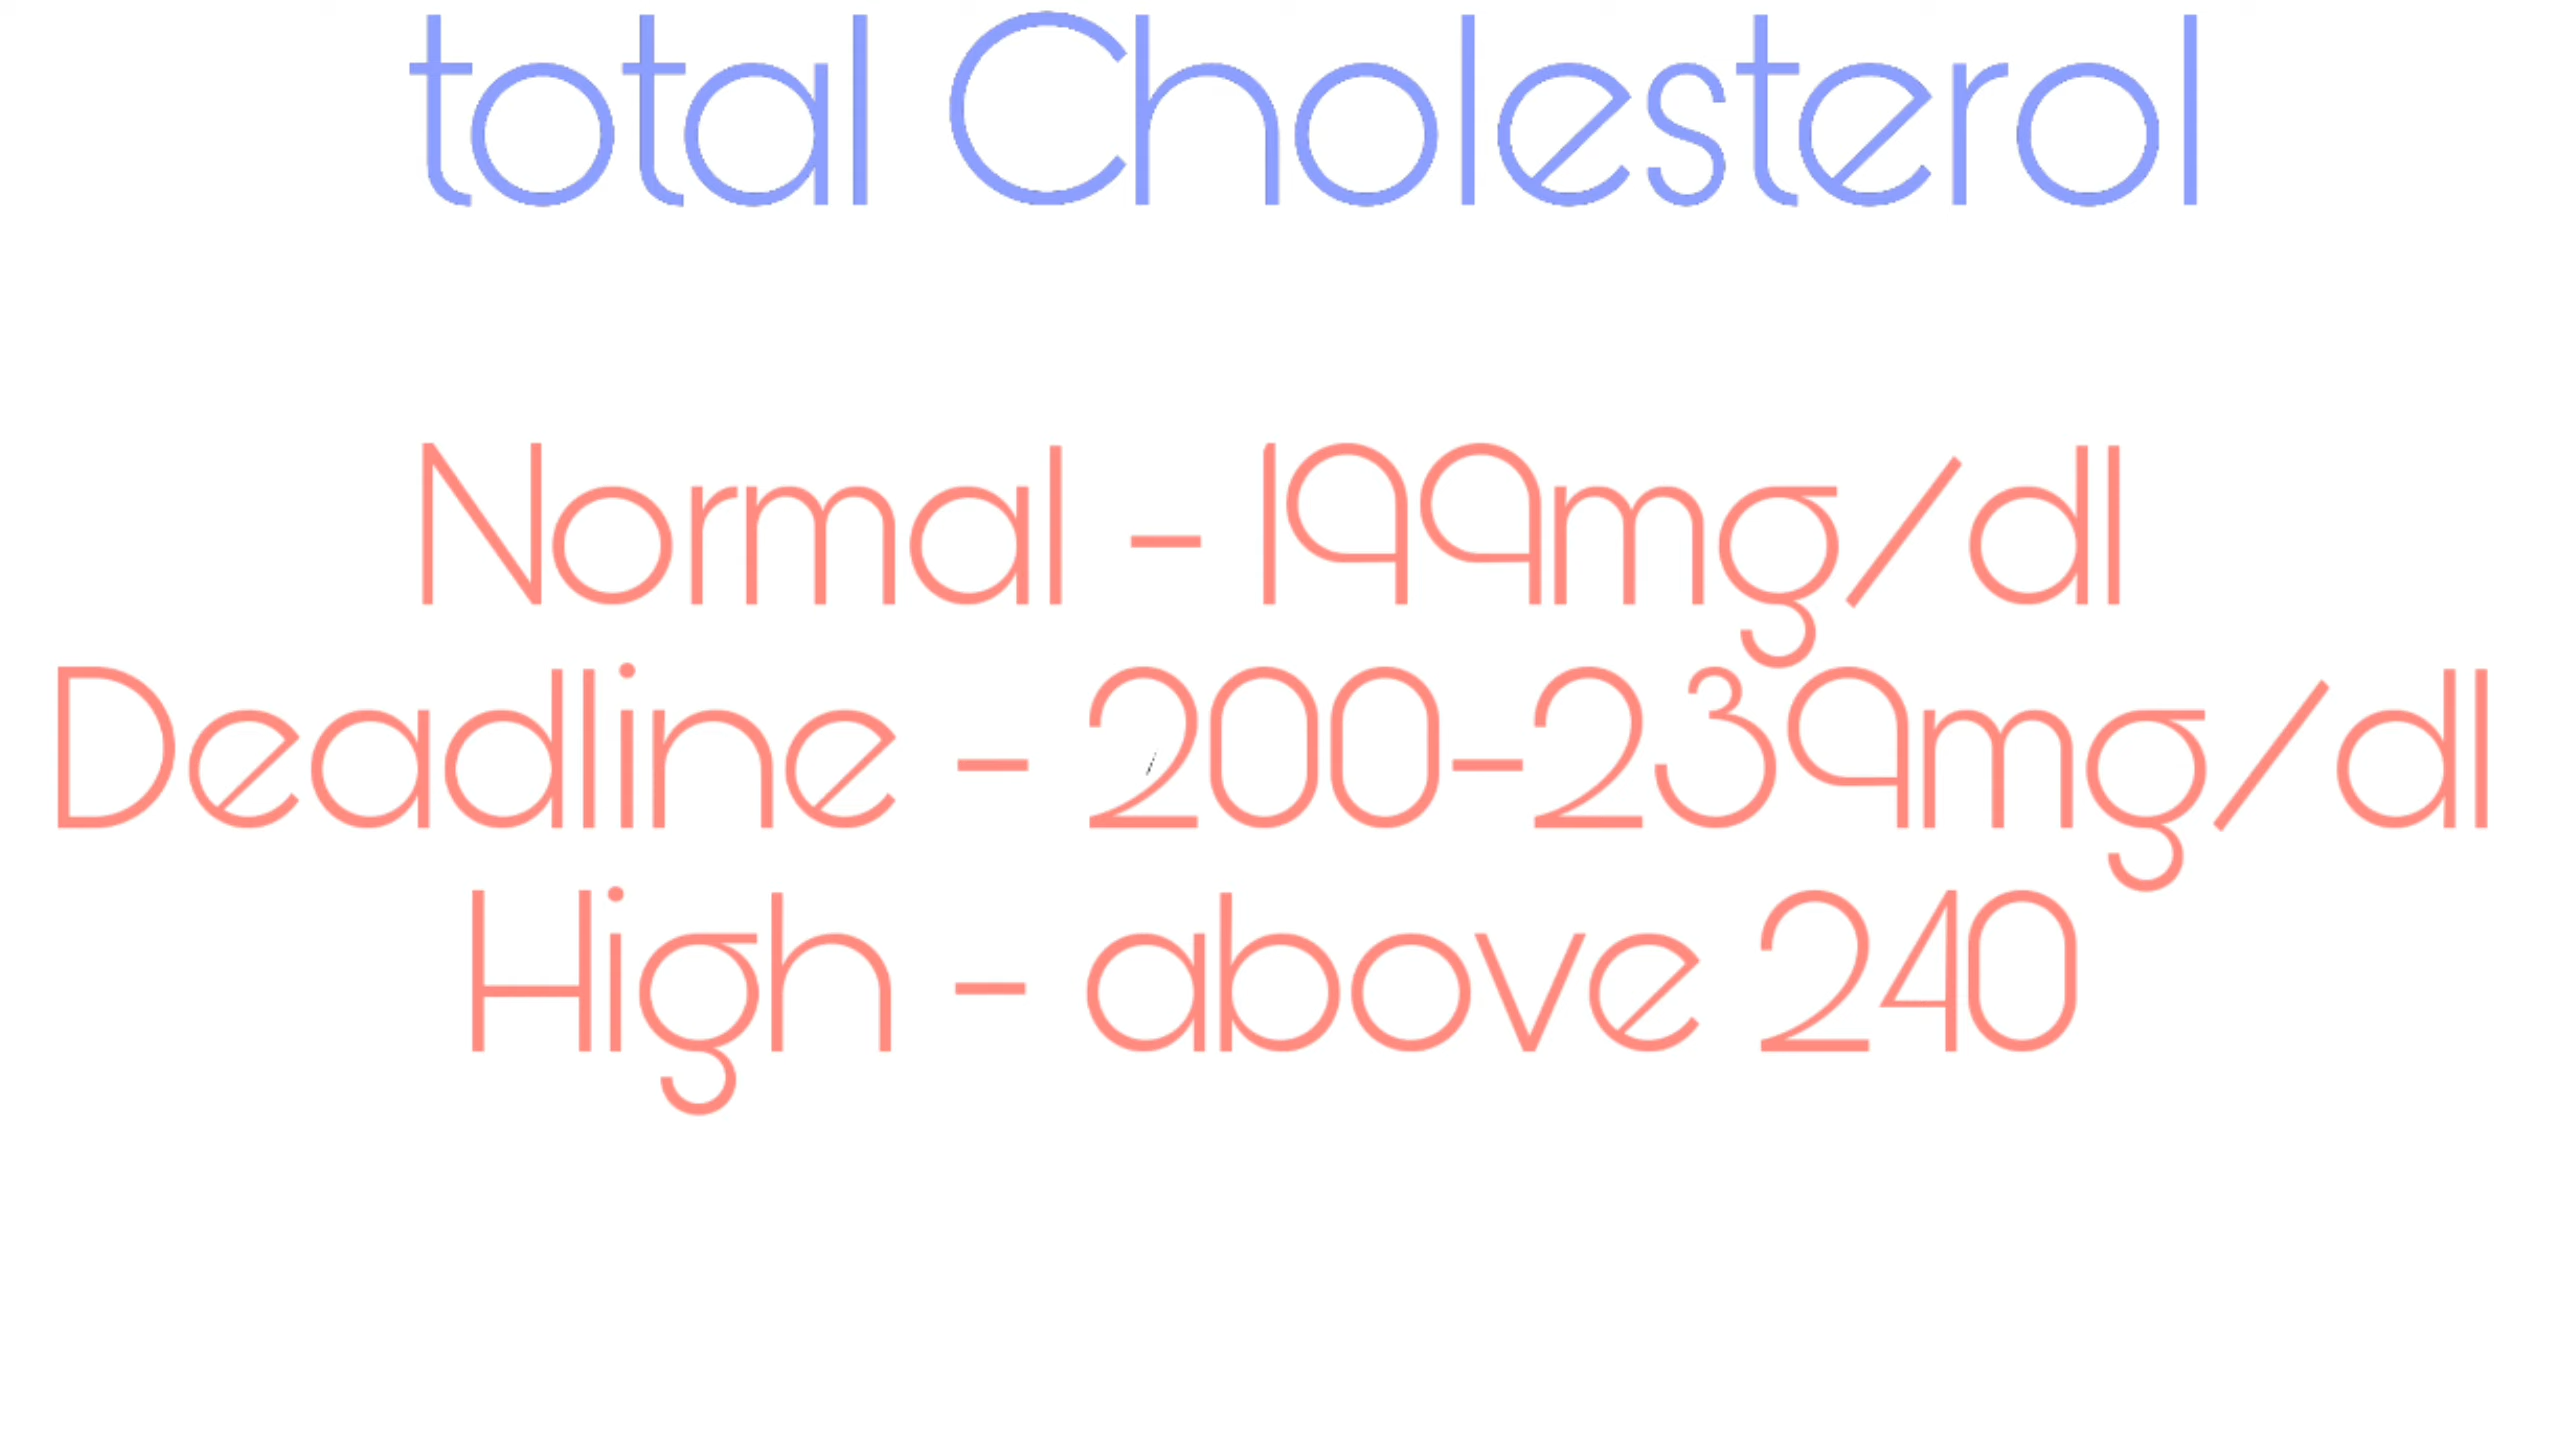 total Cholesterol
Normal - 199mg/dl
Deadline - 200-239mg/dl
High - above 240